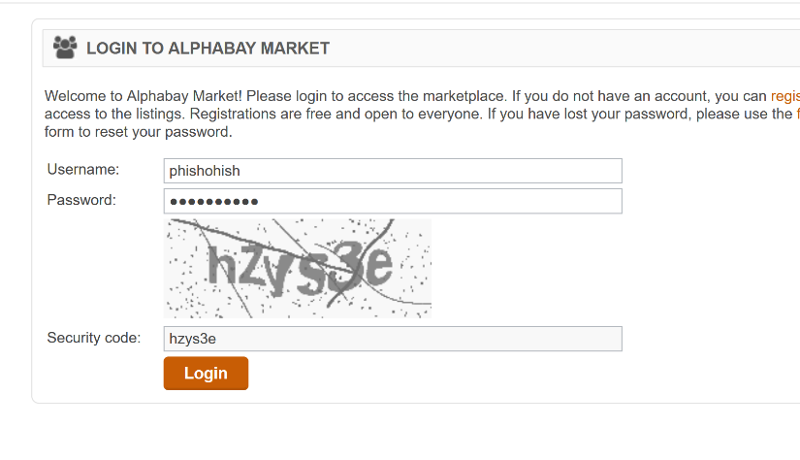 LOGIN TO ALPHABAY MARKET
Welcome to Alphabay Market! Please login to access the marketplace. If you do not have an account, you can regis
access to the listings. Registrations are free and open to everyone. If you have lost your password, please use the f
form to reset your password.
Username: phishohish
Password: ●●●●●●●●●●
hzys3e
Security code: hzys3e
Login